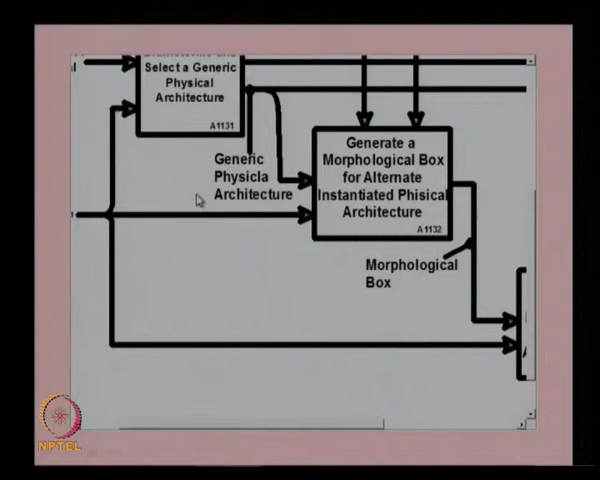 Select a Generic
Physical
Architecture
A1131
Generic
Physicla
Architecture
Generate a
Morphological Box
for Alternate
Instantiated Phisical
Architecture
A1132
Morphological
Box
NPTEL